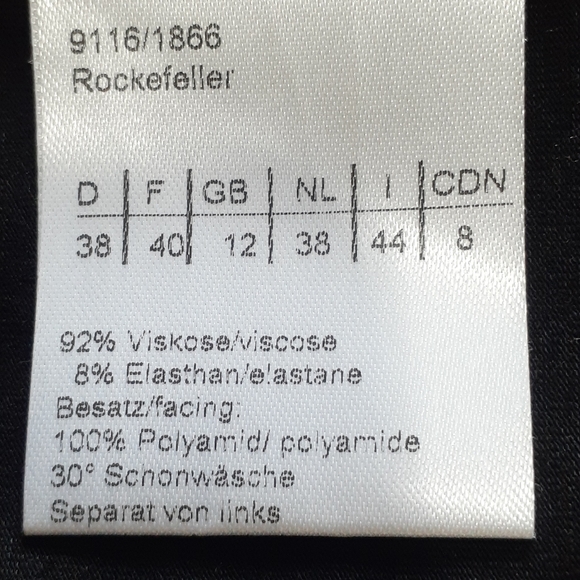 9116/1866
Rockefeller
D | F | GB | NL | I | CDN
38 | 40 | 12 | 38 | 44 | 8
92% Viskose/viscose
8% Elasthan/elastane
Besatz/facing:
100% Polyamid/ polyamide
30° Schonwäsche
Separat von links